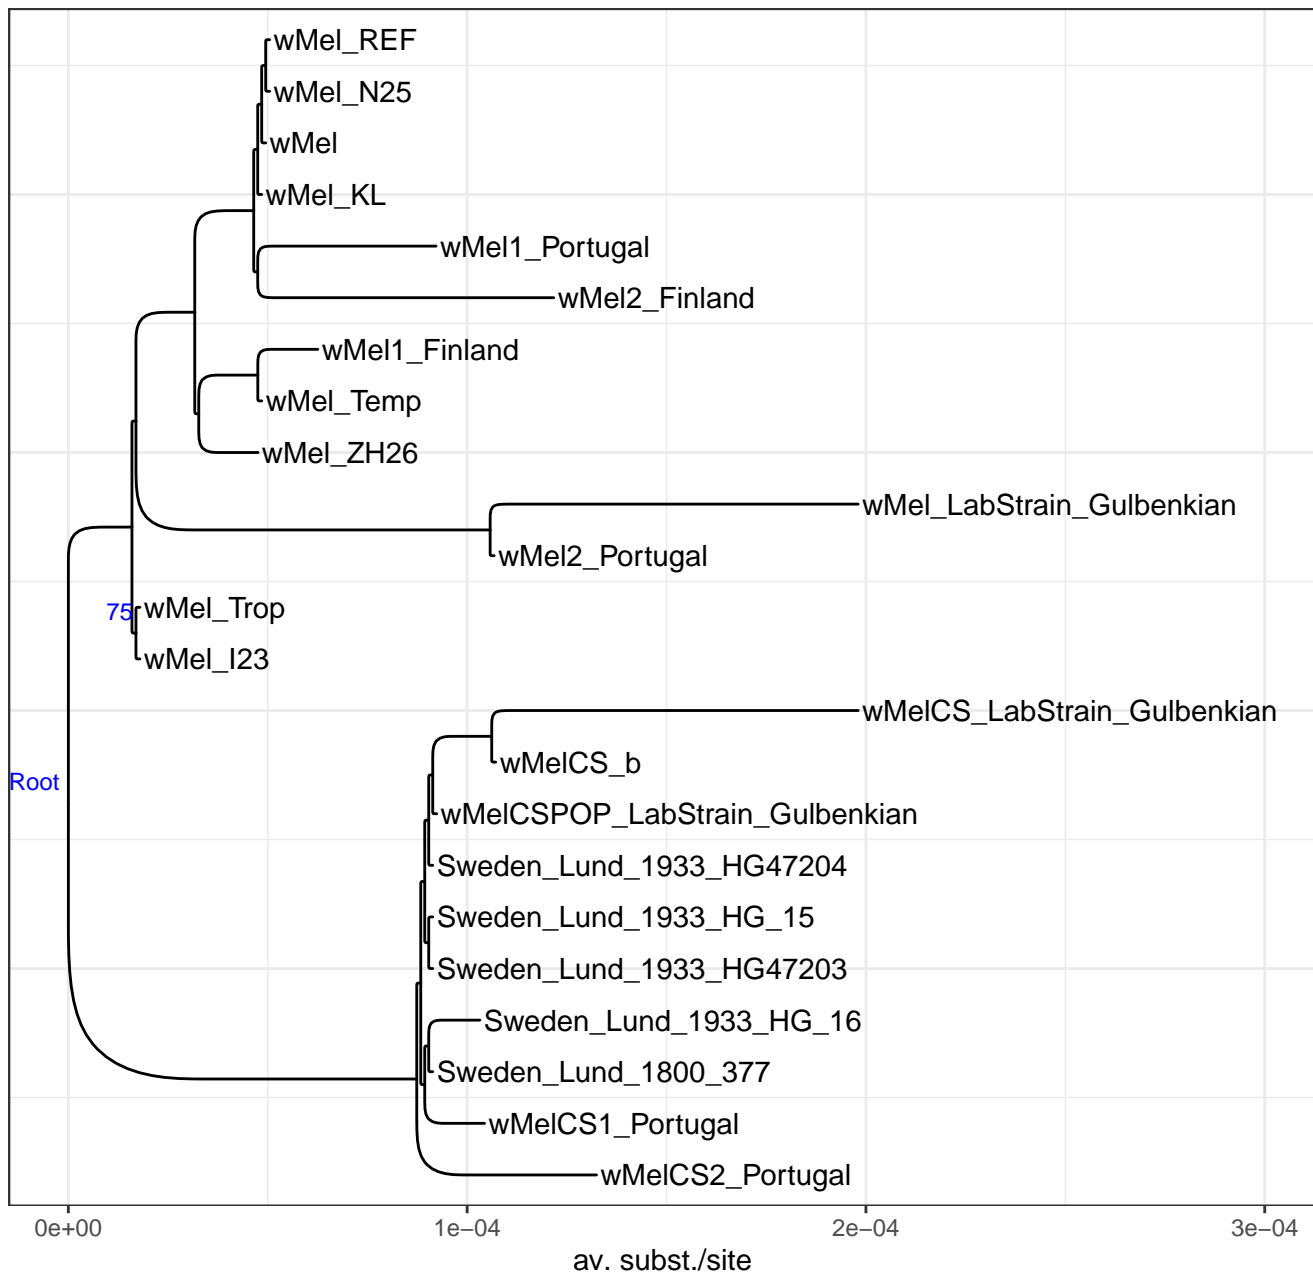 wMel_REF
wMel_N25
wMel
wMel_KL
wMel1_Portugal
wMel2_Finland
wMel1_Finland
wMel_Temp
wMel_ZH26
wMel_LabStrain_Gulbenkian
wMel2_Portugal
75
wMel_Trop
wMel_I23
wMelCS_LabStrain_Gulbenkian
wMelCS_b
Root
wMelCSPOP_LabStrain_Gulbenkian
Sweden_Lund_1933_HG47204
Sweden_Lund_1933_HG_15
Sweden_Lund_1933_HG47203
Sweden_Lund_1933_HG_16
Sweden_Lund_1800_377
wMelCS1_Portugal
wMelCS2_Portugal
0e+00 1e−04 2e−04 3e−04
av. subst./site